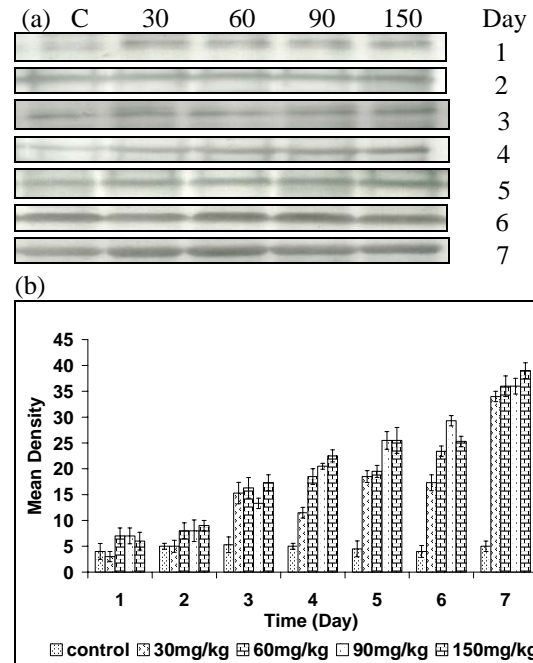 (a) C 30 60 90 150 Day
1
2
3
4
5
6
7
(b)
45
40
35
30
25
20
15
10
5
0
Mean Density
1 2 3 4 5 6 7
Time (Day)
control 30mg/kg 60mg/kg 90mg/kg 150mg/kg